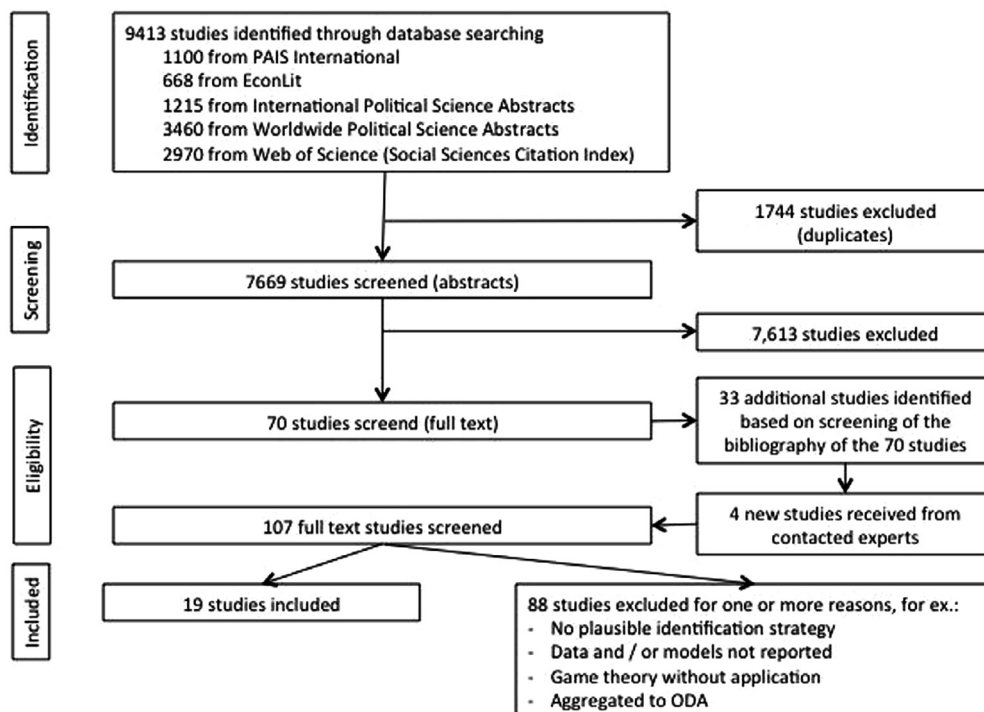 Identification
9413 studies identified through database searching
1100 from PAIS International
668 from EconLit
1215 from International Political Science Abstracts
3460 from Worldwide Political Science Abstracts
2970 from Web of Science (Social Sciences Citation Index)
1744 studies excluded
(duplicates)
Screening
7669 studies screened (abstracts)
7,613 studies excluded
Eligibility
70 studies screend (full text)
33 additional studies identified
based on screening of the
bibliography of the 70 studies
4 new studies received from
contacted experts
107 full text studies screened
Included
19 studies included
88 studies excluded for one or more reasons, for ex.:
- No plausible identification strategy
- Data and / or models not reported
- Game theory without application
- Aggregated to ODA